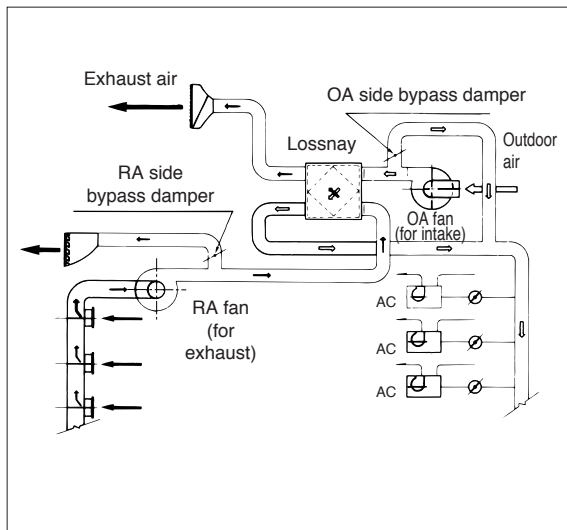 Exhaust air
OA side bypass damper
Lossnay
Outdoor
air
RA side
bypass damper
OA fan
(for intake)
RA fan
(for
exhaust)
AC
AC
AC